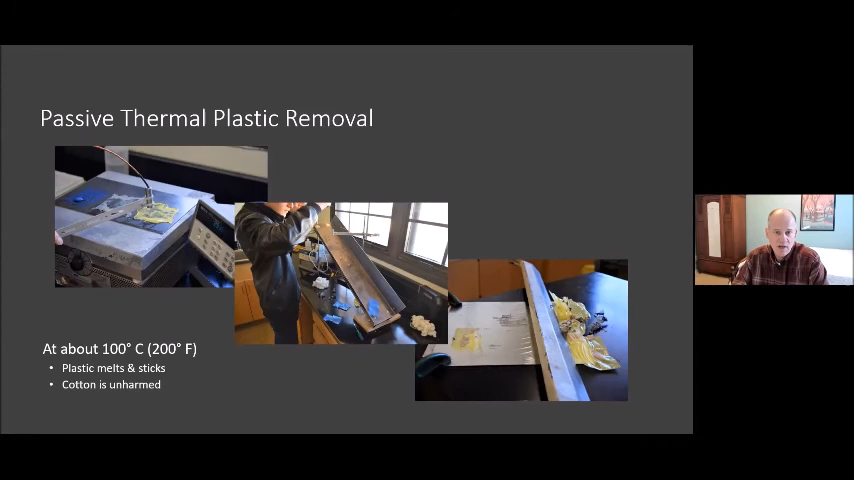 Passive Thermal Plastic Removal
At about 100° C (200° F)
• Plastic melts & sticks
• Cotton is unharmed